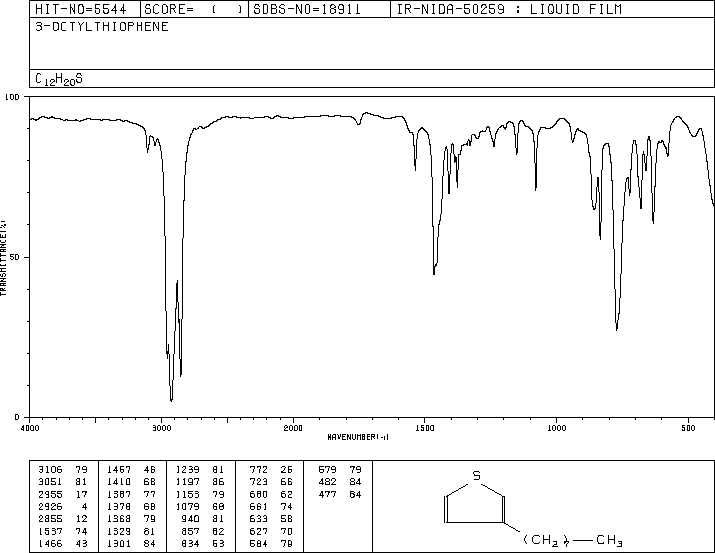 HIT-NO=5544 SCORE= ( ) SDBS-NO=18911 IR-NIDA-50259 : LIQUID FILM
3-OCTYLTHIOPHENE
C12H20S
100
50
0
TRANSMITTANCE(%)
4000 3000 2000 1500 1000 500
WAVENUMBER(-1)
3106 79 1467 46 1239 81 772 26 579 79
3051 81 1410 68 1197 86 723 66 482 84
2955 17 1387 77 1153 79 680 62 477 84
2926 4 1378 68 1079 68 661 74
2855 12 1368 79 940 81 633 58
1537 74 1329 81 857 62 627 70
1466 43 1301 84 834 53 584 79
S
(CH2)7—CH3